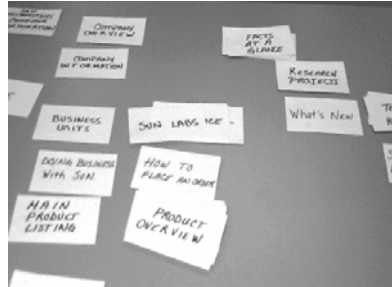 COMPANY
OVERVIEW
COMPANY
INFORMATION
FACTS
AT A
GLANCE
RESEARCH
PROJECTS
BUSINESS
UNITS
SUN LABS ICE
What's New
DOING BUSINESS
With SUN
HOW TO
PLACE AN ORDER
MAIN
PRODUCT
LISTING
PRODUCT
OVERVIEW